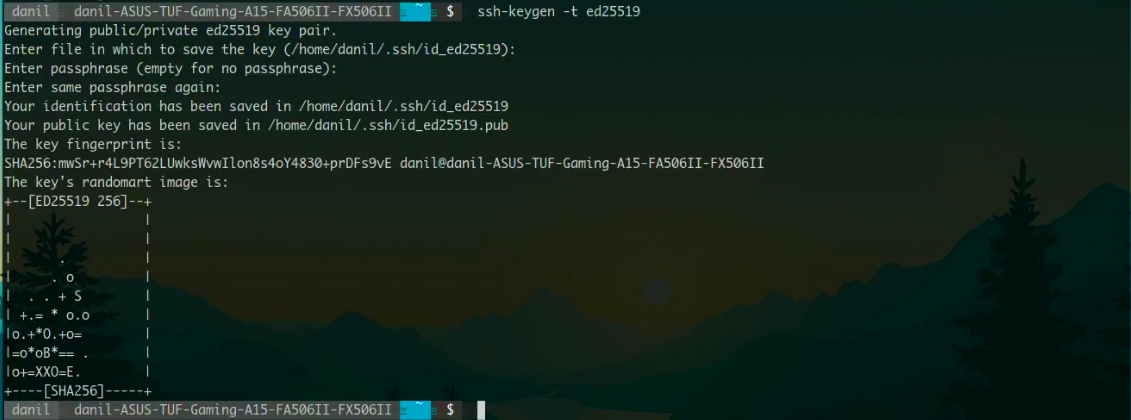 danil danil-ASUS-TUF-Gaming-A15-FA506II-FX506II ~ $ ssh-keygen -t ed25519
Generating public/private ed25519 key pair.
Enter file in which to save the key (/home/danil/.ssh/id_ed25519):
Enter passphrase (empty for no passphrase):
Enter same passphrase again:
Your identification has been saved in /home/danil/.ssh/id_ed25519
Your public key has been saved in /home/danil/.ssh/id_ed25519.pub
The key fingerprint is:
SHA256:mwSr+r4L9PT62LUwksWvwIlon8s4oY4830+prDFs9vE danil@danil-ASUS-TUF-Gaming-A15-FA506II-FX506II
The key's randomart image is:
+--[ED25519 256]--+
|                 |
|                 |
|      .          |
|     . o         |
|  . . + S        |
| +.= * o.o       |
|o.+*O.+o=        |
|=o*oB*== .       |
|o+=XXO=E.        |
+----[SHA256]-----+
danil danil-ASUS-TUF-Gaming-A15-FA506II-FX506II ~ $